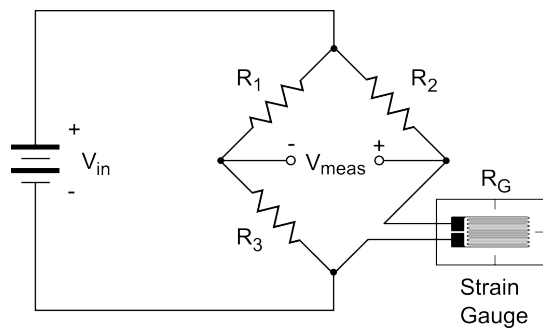 R1
R2
+
Vin
-
-
Vmeas
+
R3
RG
Strain
Gauge